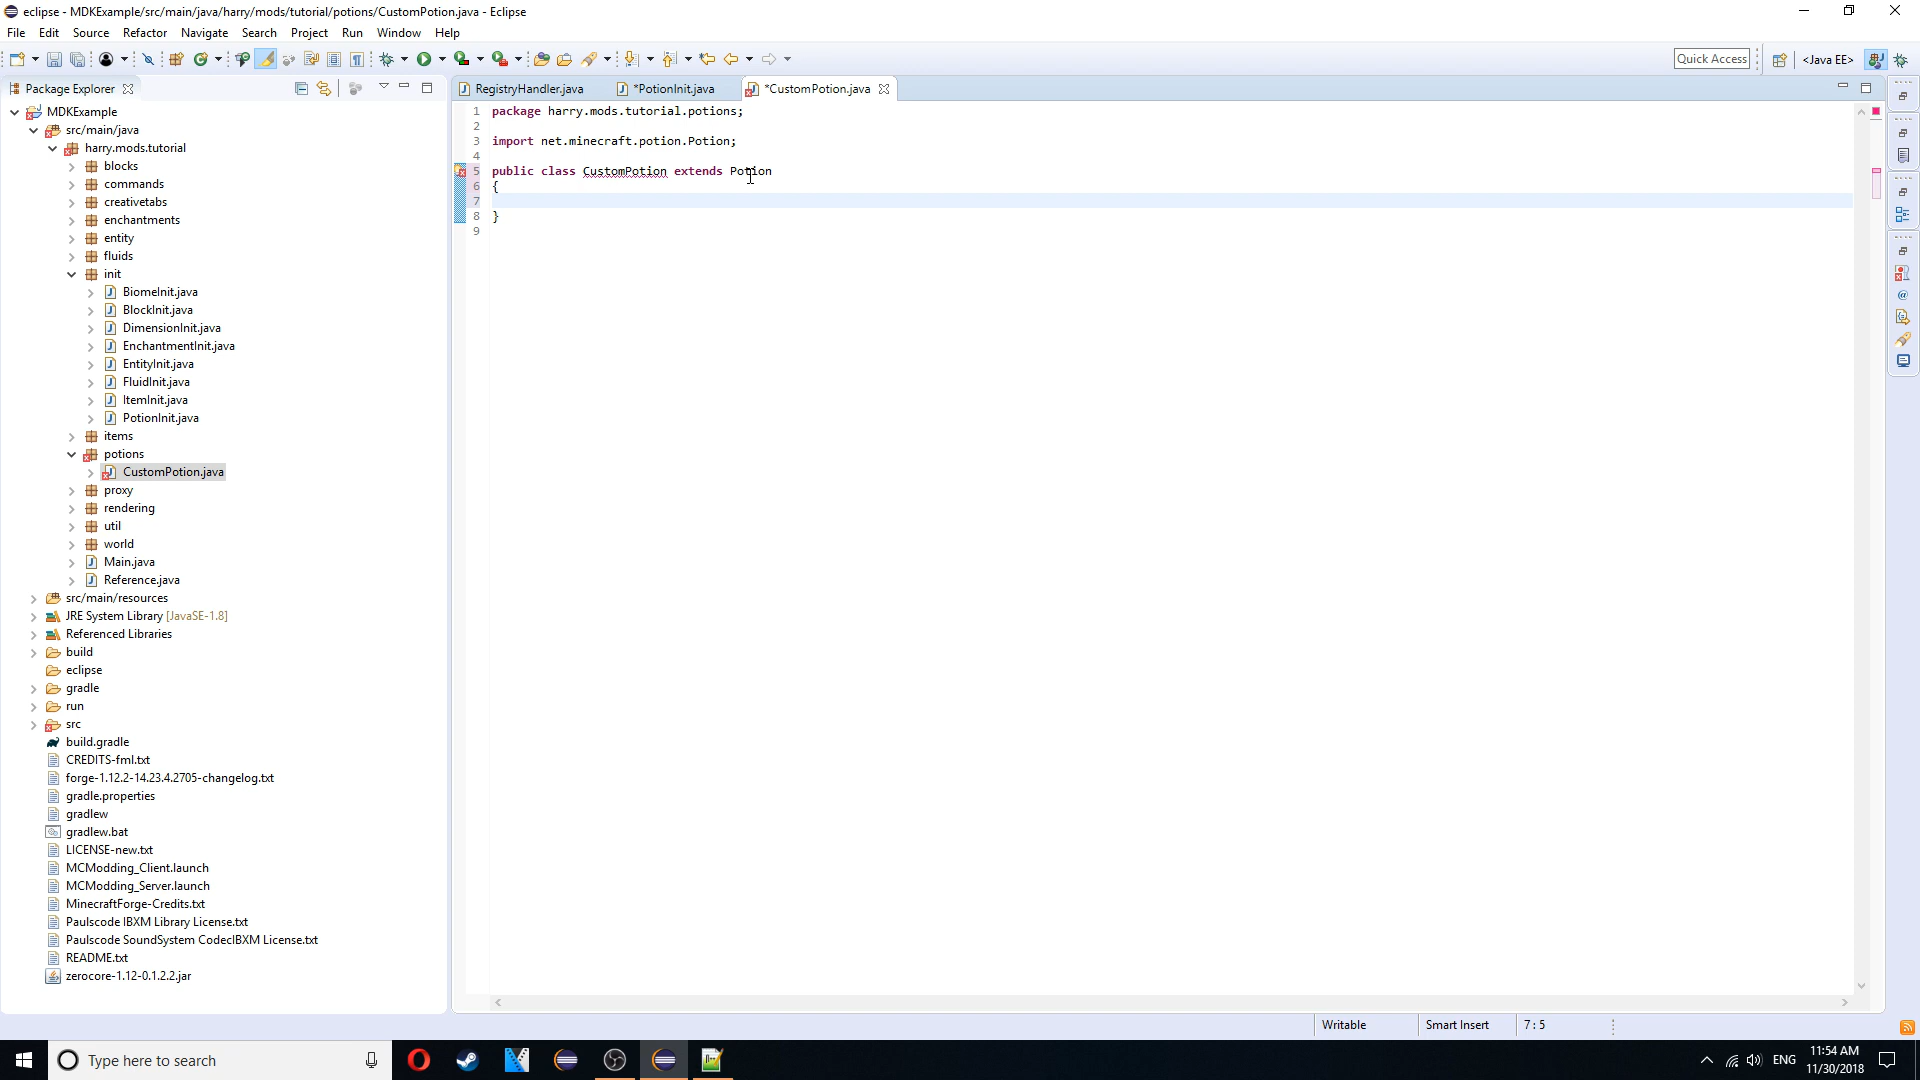 eclipse - MDKExample/src/main/java/harry/mods/tutorial/potions/CustomPotion.java - Eclipse
File Edit Source Refactor Navigate Search Project Run Window Help
Quick Access
<Java EE>
Package Explorer
MDKExample
src/main/java
harry.mods.tutorial
blocks
commands
creativetabs
enchantments
entity
fluids
init
BiomeInit.java
BlockInit.java
DimensionInit.java
EnchantmentInit.java
EntityInit.java
FluidInit.java
ItemInit.java
PotionInit.java
items
potions
CustomPotion.java
proxy
rendering
util
world
Main.java
Reference.java
src/main/resources
JRE System Library [JavaSE-1.8]
Referenced Libraries
build
eclipse
gradle
run
src
build.gradle
CREDITS-fml.txt
forge-1.12.2-14.23.4.2705-changelog.txt
gradle.properties
gradlew
gradlew.bat
LICENSE-new.txt
MCModding_Client.launch
MCModding_Server.launch
MinecraftForge-Credits.txt
Paulscode IBXM Library License.txt
Paulscode SoundSystem CodecIBXM License.txt
README.txt
zerocore-1.12-0.1.2.2.jar
RegistryHandler.java *PotionInit.java *CustomPotion.java
1 package harry.mods.tutorial.potions;
2
3 import net.minecraft.potion.Potion;
4
5 public class CustomPotion extends Potion
6 {
7
8 }
9
Writable Smart Insert 7 : 5
Type here to search
ENG
11:54 AM
11/30/2018